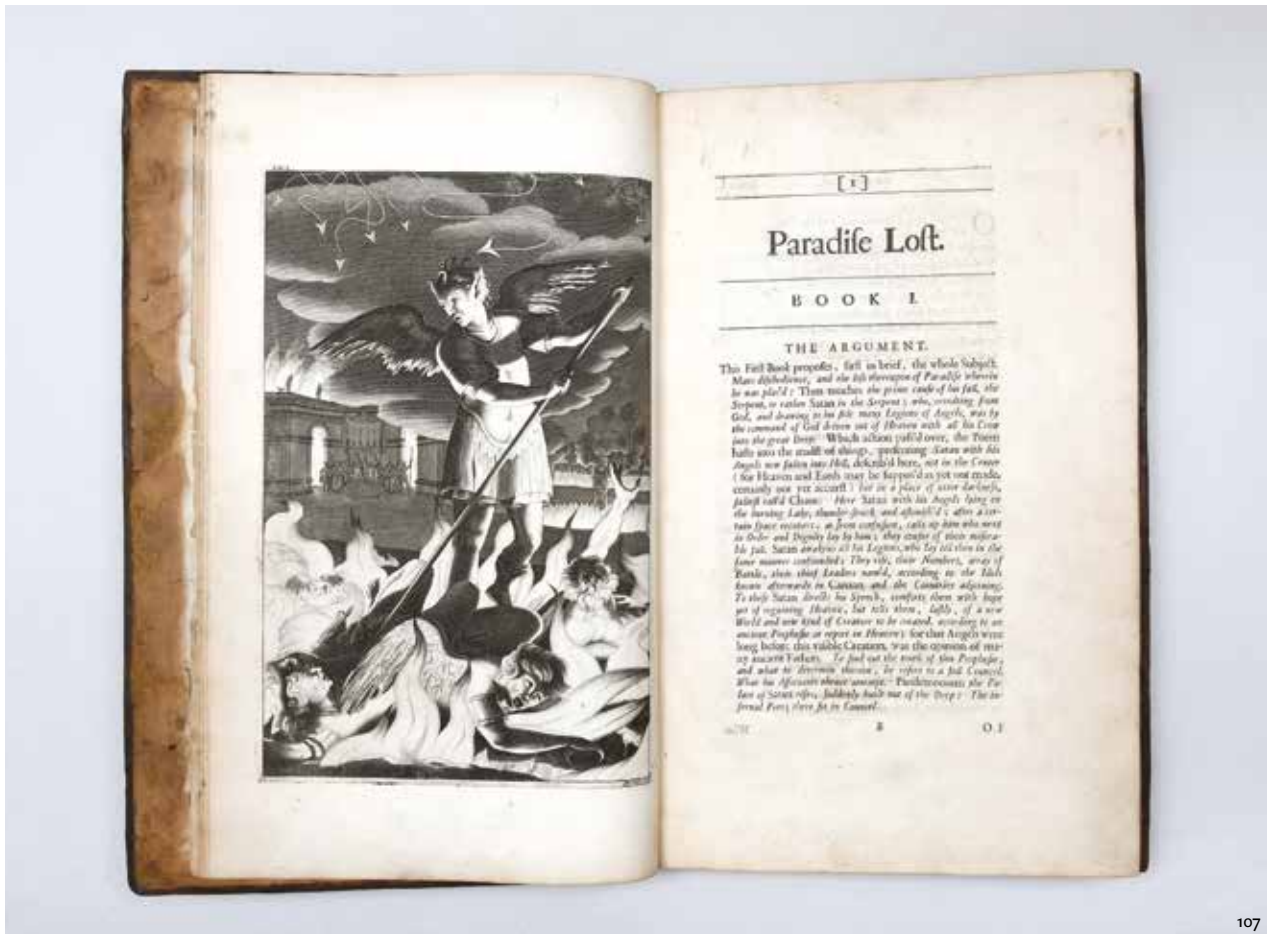 [1]
Paradiſe Loſt.
BOOK I.
THE ARGUMENT.
This Firſt Book propoſes, firſt in brief, the whole Subject,
Mans diſobedience, and the loſs thereupon of Paradiſe wherein
he was plac'd: Then touches the prime cauſe of his fall, the
Serpent, or rather Satan in the Serpent; who, revolting from
God, and drawing to his ſide many Legions of Angels, was by
the command of God driven out of Heaven with all his Crew
into the great Deep. Which action paſs'd over, the Poem
haſts into the midſt of things, preſenting Satan with his
Angels now fallen into Hell, deſcrib'd here, not in the Center
(for Heaven and Earth may be ſuppos'd as yet not made,
certainly not yet accurſt) but in a place of utter darkneſs,
fitlieſt call'd Chaos: Here Satan with his Angels lying on
the burning Lake, thunder-ſtruck and aſtoniſh'd; after a cer-
tain ſpace recovers, as from confuſion, calls up him who next
in Order and Dignity lay by him; they confer of their miſera-
ble fall. Satan awakens all his Legions, who lay till then in the
ſame manner confounded; They riſe, their Numbers, array of
Battle, their chief Leaders nam'd, according to the Idols
known afterwards in Canaan and the Countries adjoining.
To theſe Satan directs his Speech, comforts them with hope
yet of regaining Heaven, but tells them, laſtly, of a new
World and new kind of Creature to be created, according to an
ancient Propheſie or report in Heaven; for that Angels were
long before this viſible Creation, was the opinion of ma-
ny ancient Fathers. To find out the truth of this Propheſie,
and what to determin thereon, he refers to a full Council.
What his Aſſociates thence attempt. Pandemonium the Pa-
lace of Satan riſes, ſuddenly built out of the Deep: The in-
fernal Peers there ſit in Council.
B
OF
107